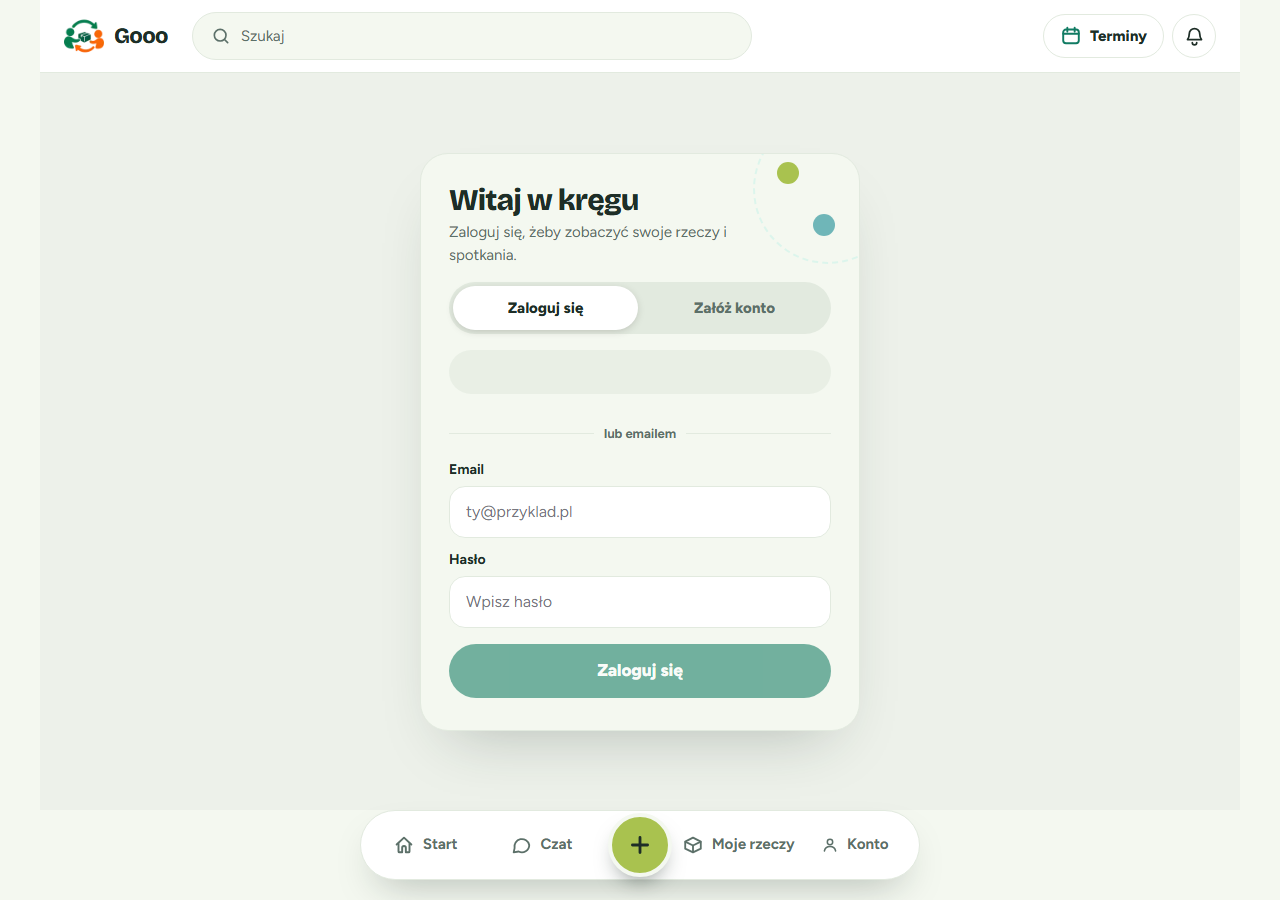 Gooo
Szukaj
Terminy
Witaj w kręgu
Zaloguj się, żeby zobaczyć swoje rzeczy i
spotkania.
Zaloguj się
Załóż konto
lub emailem
Email
ty@przyklad.pl
Hasło
Wpisz hasło
Zaloguj się
Start
Czat
Moje rzeczy
Konto